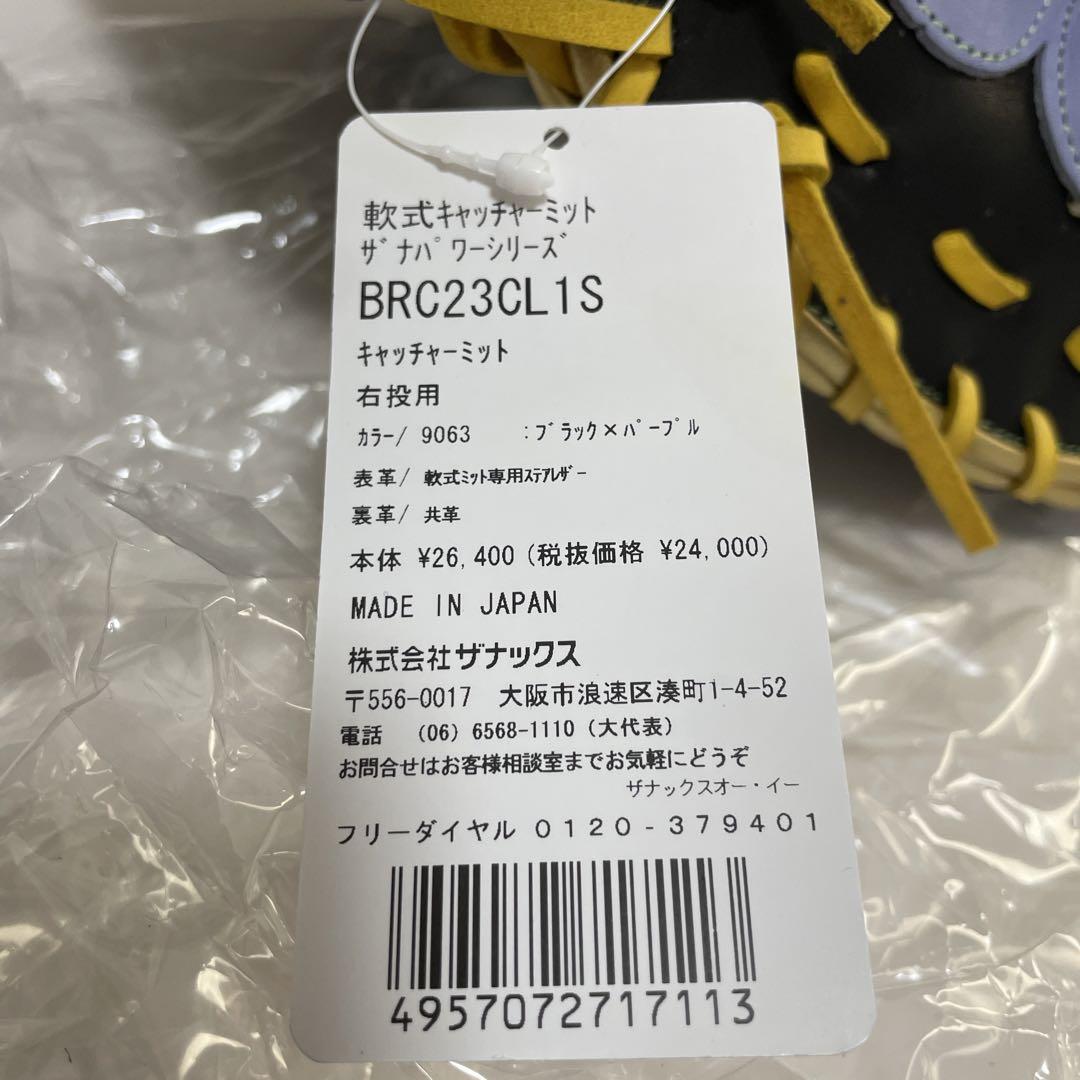 軟式ｷｬｯﾁｬｰﾐｯﾄ
ｻﾞﾅﾊﾟﾜｰｼﾘｰｽﾞ
BRC23CL1S
ｷｬｯﾁｬｰﾐｯﾄ
右投用
ｶﾗｰ/ 9063 :ﾌﾞﾗｯｸ×ﾊﾟｰﾌﾟﾙ
表革/ 軟式ﾐｯﾄ専用ｽﾃｱﾚｻﾞｰ
裏革/ 共革
本体 ¥26,400 (税抜価格 ¥24,000)
MADE IN JAPAN
株式会社ザナックス
〒556-0017 大阪市浪速区湊町1-4-52
電話 (06) 6568-1110 (大代表)
お問合せはお客様相談室までお気軽にどうぞ
ザナックスオー・イー
フリーダイヤル ０１２０-３７９４０１
4957072717113